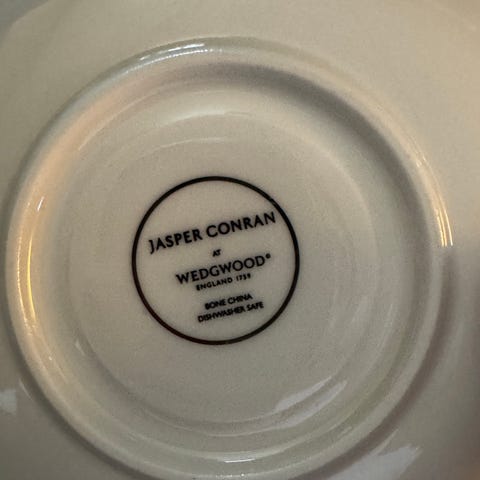 JASPER CONRAN
AT
WEDGWOOD®
ENGLAND 1759
BONE CHINA
DISHWASHER SAFE